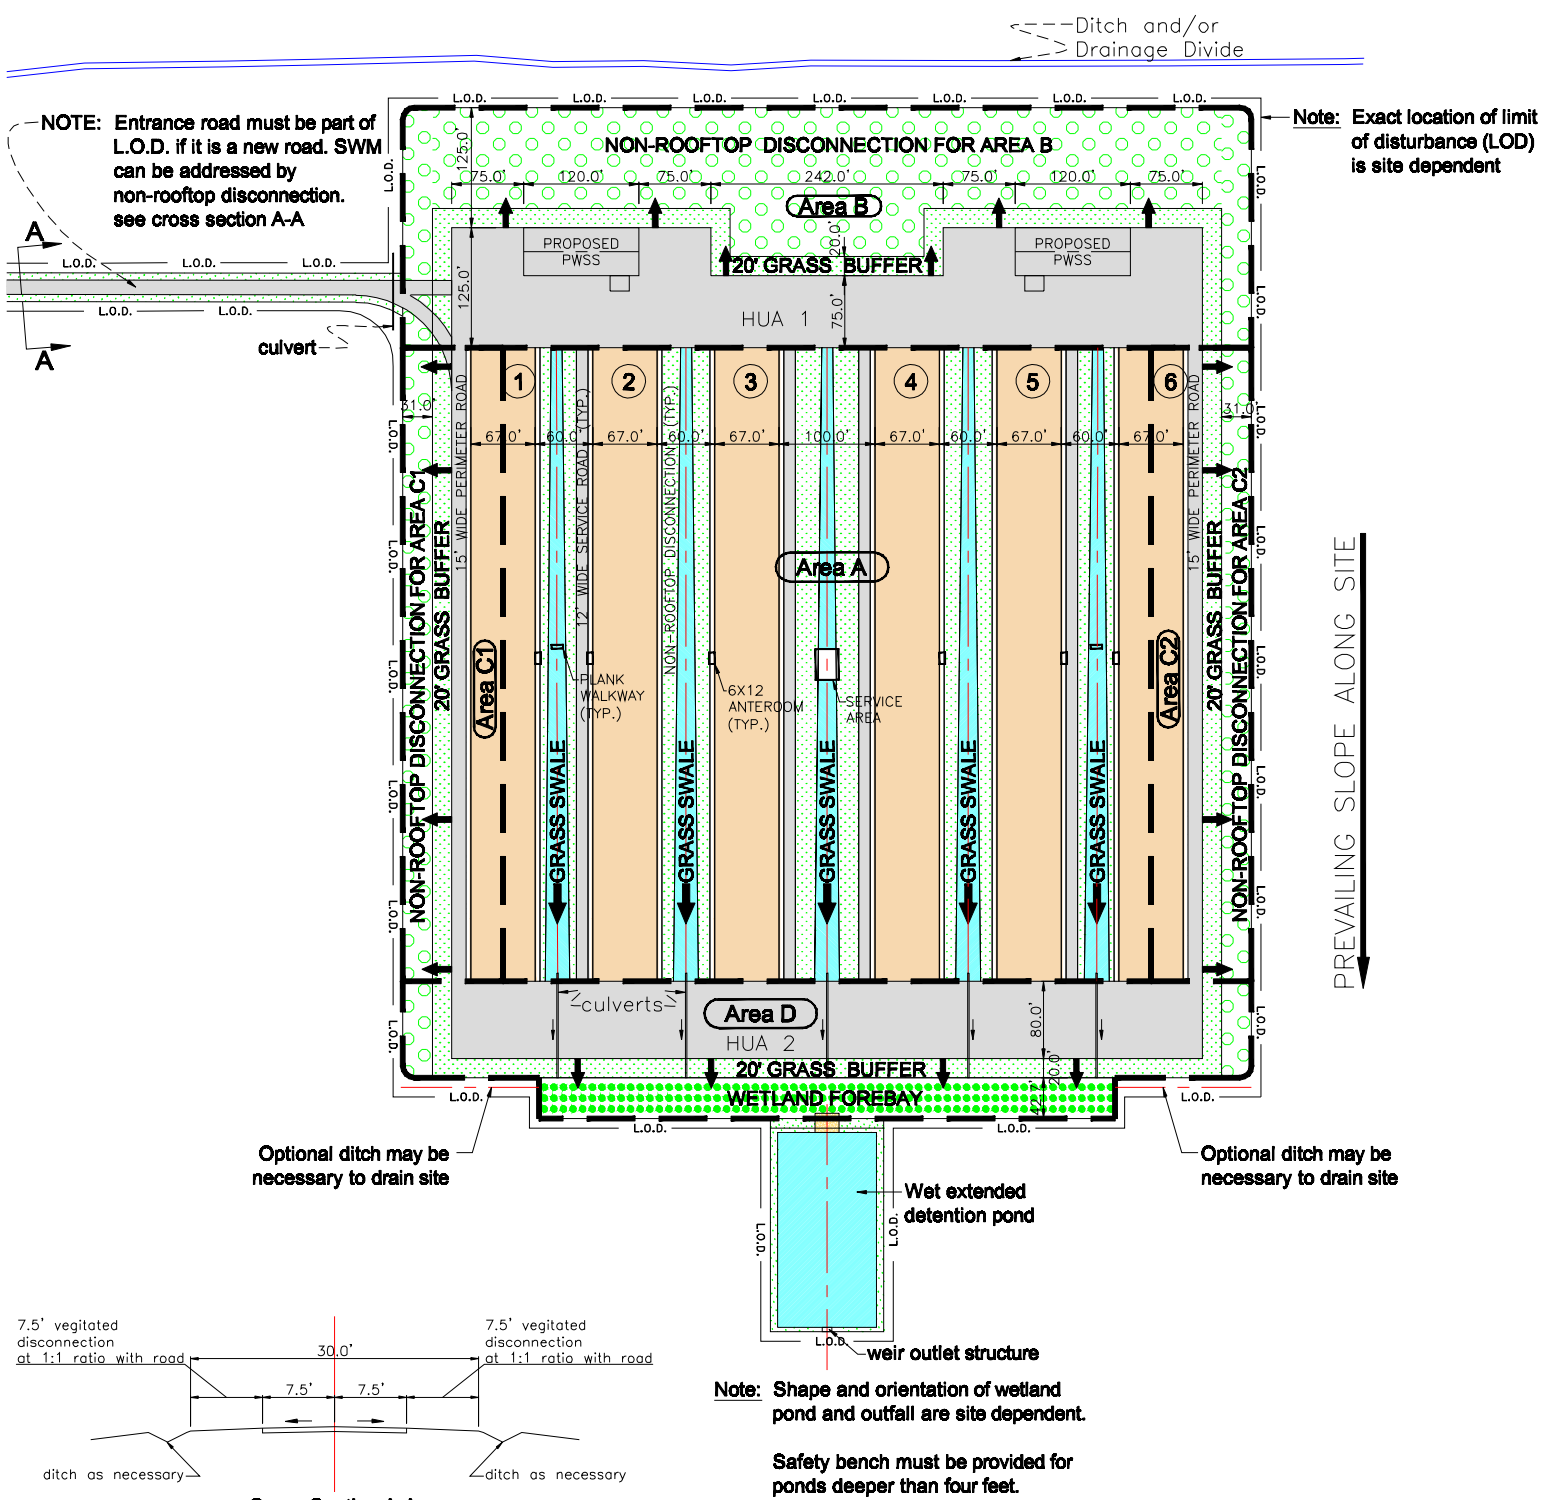 Ditch and/or
Drainage Divide
L.O.D. L.O.D. L.O.D. L.O.D. L.O.D. L.O.D. L.O.D.
NOTE: Entrance road must be part of
L.O.D. if it is a new road. SWM
can be addressed by
non-rooftop disconnection.
see cross section A-A
Note: Exact location of limit
of disturbance (LOD)
is site dependent
L.O.D.
L.O.D.
L.O.D.
125.0'
NON-ROOFTOP DISCONNECTION FOR AREA B
75.0' 120.0' 75.0' 242.0' 75.0' 120.0' 75.0'
Area B
A
L.O.D. L.O.D. L.O.D.
PROPOSED
PWSS
20.0'
20' GRASS BUFFER
PROPOSED
PWSS
125.0'
HUA 1
75.0'
L.O.D.
L.O.D. L.O.D.
A
culvert
1 2 3 4 5 6
31.0'
31.0'
67.0' 60.0' 67.0' 60.0' 67.0' 100.0' 67.0' 60.0' 67.0' 60.0' 67.0'
15' WIDE PERIMETER ROAD
12' WIDE SERVICE ROAD (TYP.)
NON-ROOFTOP DISCONNECTION (TYP.)
15' WIDE PERIMETER ROAD
L.O.D.
L.O.D.
L.O.D.
L.O.D.
L.O.D.
L.O.D.
NON-ROOFTOP DISCONNECTION FOR AREA C1
20' GRASS BUFFER
Area C1
Area A
Area C2
20' GRASS BUFFER
NON-ROOFTOP DISCONNECTION FOR AREA C2
L.O.D.
L.O.D.
L.O.D.
L.O.D.
L.O.D.
L.O.D.
PREVAILING SLOPE ALONG SITE
PLANK
WALKWAY
(TYP.)
6X12
ANTEROOM
(TYP.)
SERVICE
AREA
GRASS SWALE
GRASS SWALE
GRASS SWALE
GRASS SWALE
GRASS SWALE
culverts
Area D
HUA 2
80.0'
20' GRASS BUFFER
20.0'
WETLAND FOREBAY
42.7'
L.O.D. L.O.D.
L.O.D. L.O.D.
Optional ditch may be
necessary to drain site
Optional ditch may be
necessary to drain site
Wet extended
detention pond
L.O.D.
L.O.D.
L.O.D.
weir outlet structure
Note: Shape and orientation of wetland
pond and outfall are site dependent.
Safety bench must be provided for
ponds deeper than four feet.
7.5' vegitated
disconnection
at 1:1 ratio with road
7.5' vegitated
disconnection
at 1:1 ratio with road
30.0'
7.5' 7.5'
ditch as necessary
ditch as necessary